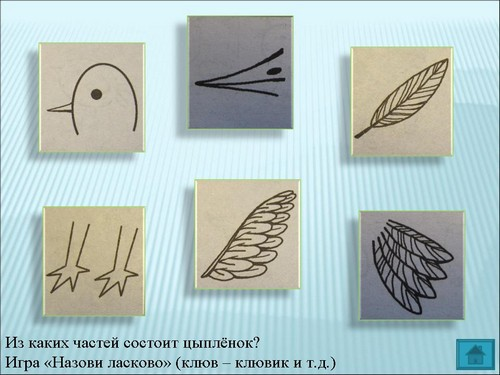 Из каких частей состоит цыплёнок?
Игра «Назови ласково» (клюв – клювик и т.д.)